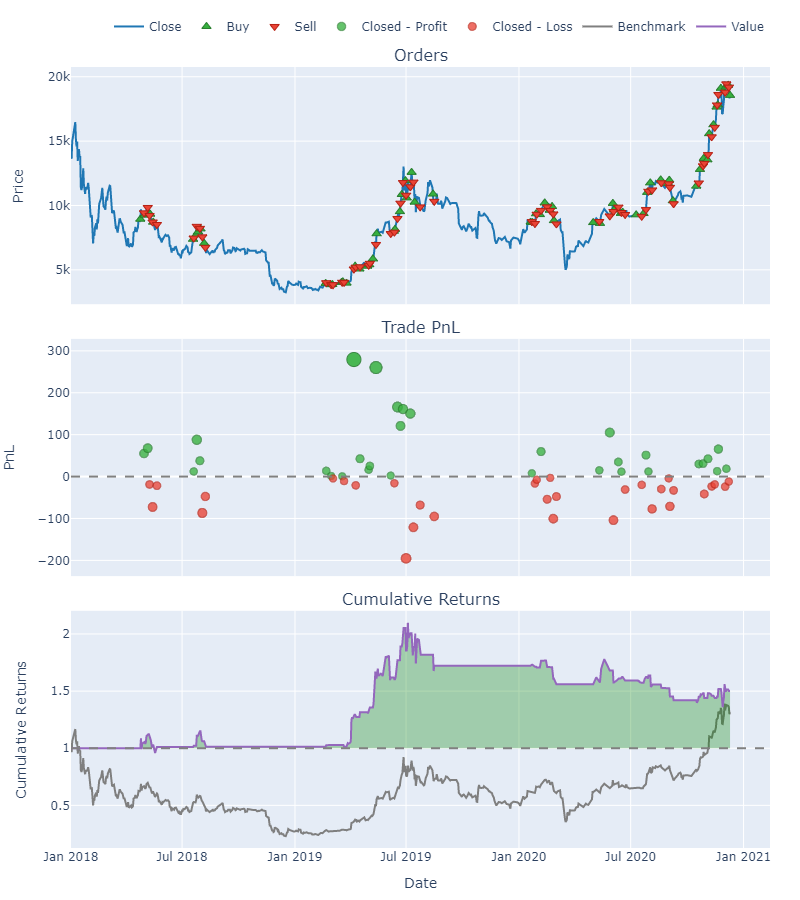 Close Buy Sell Closed - Profit Closed - Loss Benchmark Value
Orders
20k
15k
10k
5k
Price
Trade PnL
300
200
100
0
−100
−200
PnL
Cumulative Returns
2
1.5
1
0.5
Cumulative Returns
Jan 2018 Jul 2018 Jan 2019 Jul 2019 Jan 2020 Jul 2020 Jan 2021
Date